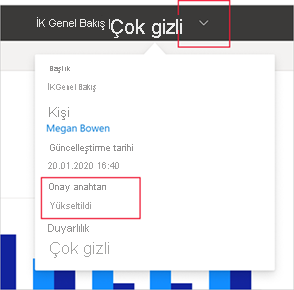 İK Genel Bakış | Çok gizli
Başlık
İKGenel Bakış
Kişi
Megan Bowen
Güncelleştirme tarihi
20.01.2020 16:40
Onay anahtarı
Yükseltildi
Duyarlılık
Çok gizli